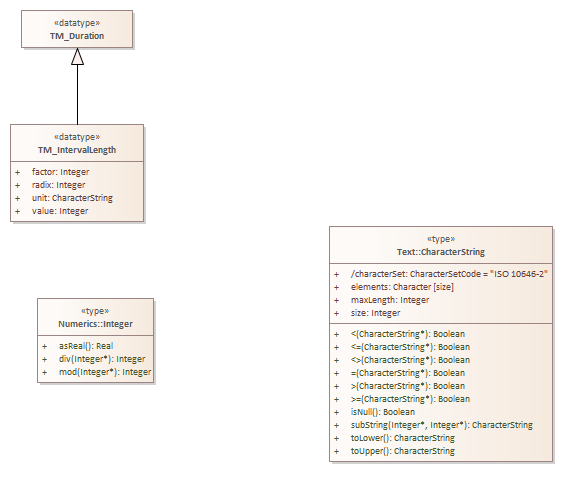 «datatype»
TM_Duration
«datatype»
TM_IntervalLength
+ factor: Integer
+ radix: Integer
+ unit: CharacterString
+ value: Integer
«type»
Numerics::Integer
+ asReal(): Real
+ div(Integer*): Integer
+ mod(Integer*): Integer
«type»
Text::CharacterString
+ /characterSet: CharacterSetCode = "ISO 10646-2"
+ elements: Character [size]
+ maxLength: Integer
+ size: Integer
+ <(CharacterString*): Boolean
+ <=(CharacterString*): Boolean
+ <>(CharacterString*): Boolean
+ =(CharacterString*): Boolean
+ >(CharacterString*): Boolean
+ >=(CharacterString*): Boolean
+ isNull(): Boolean
+ subString(Integer*, Integer*): CharacterString
+ toLower(): CharacterString
+ toUpper(): CharacterString